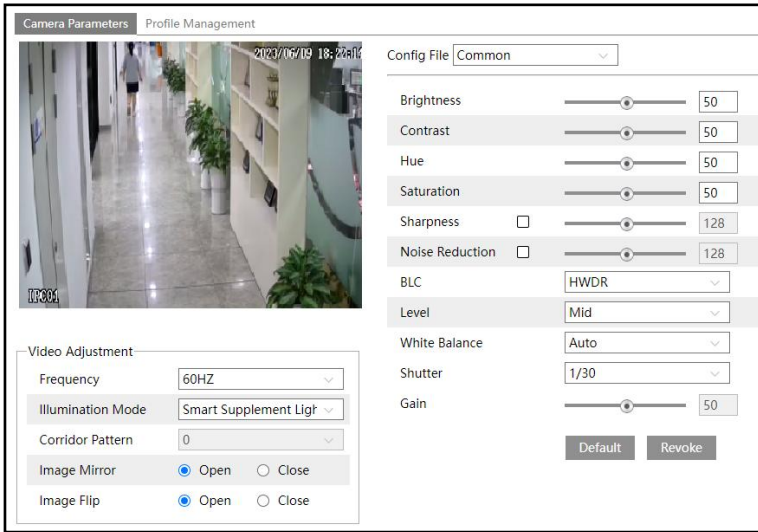 Camera Parameters Profile Management
2023/06/09 18:22:1
IPC01
Config File Common
Brightness 50
Contrast 50
Hue 50
Saturation 50
Sharpness 128
Noise Reduction 128
BLC HWDR
Level Mid
White Balance Auto
Shutter 1/30
Gain 50
Default Revoke
Video Adjustment
Frequency 60HZ
Illumination Mode Smart Supplement Ligh
Corridor Pattern 0
Image Mirror Open Close
Image Flip Open Close